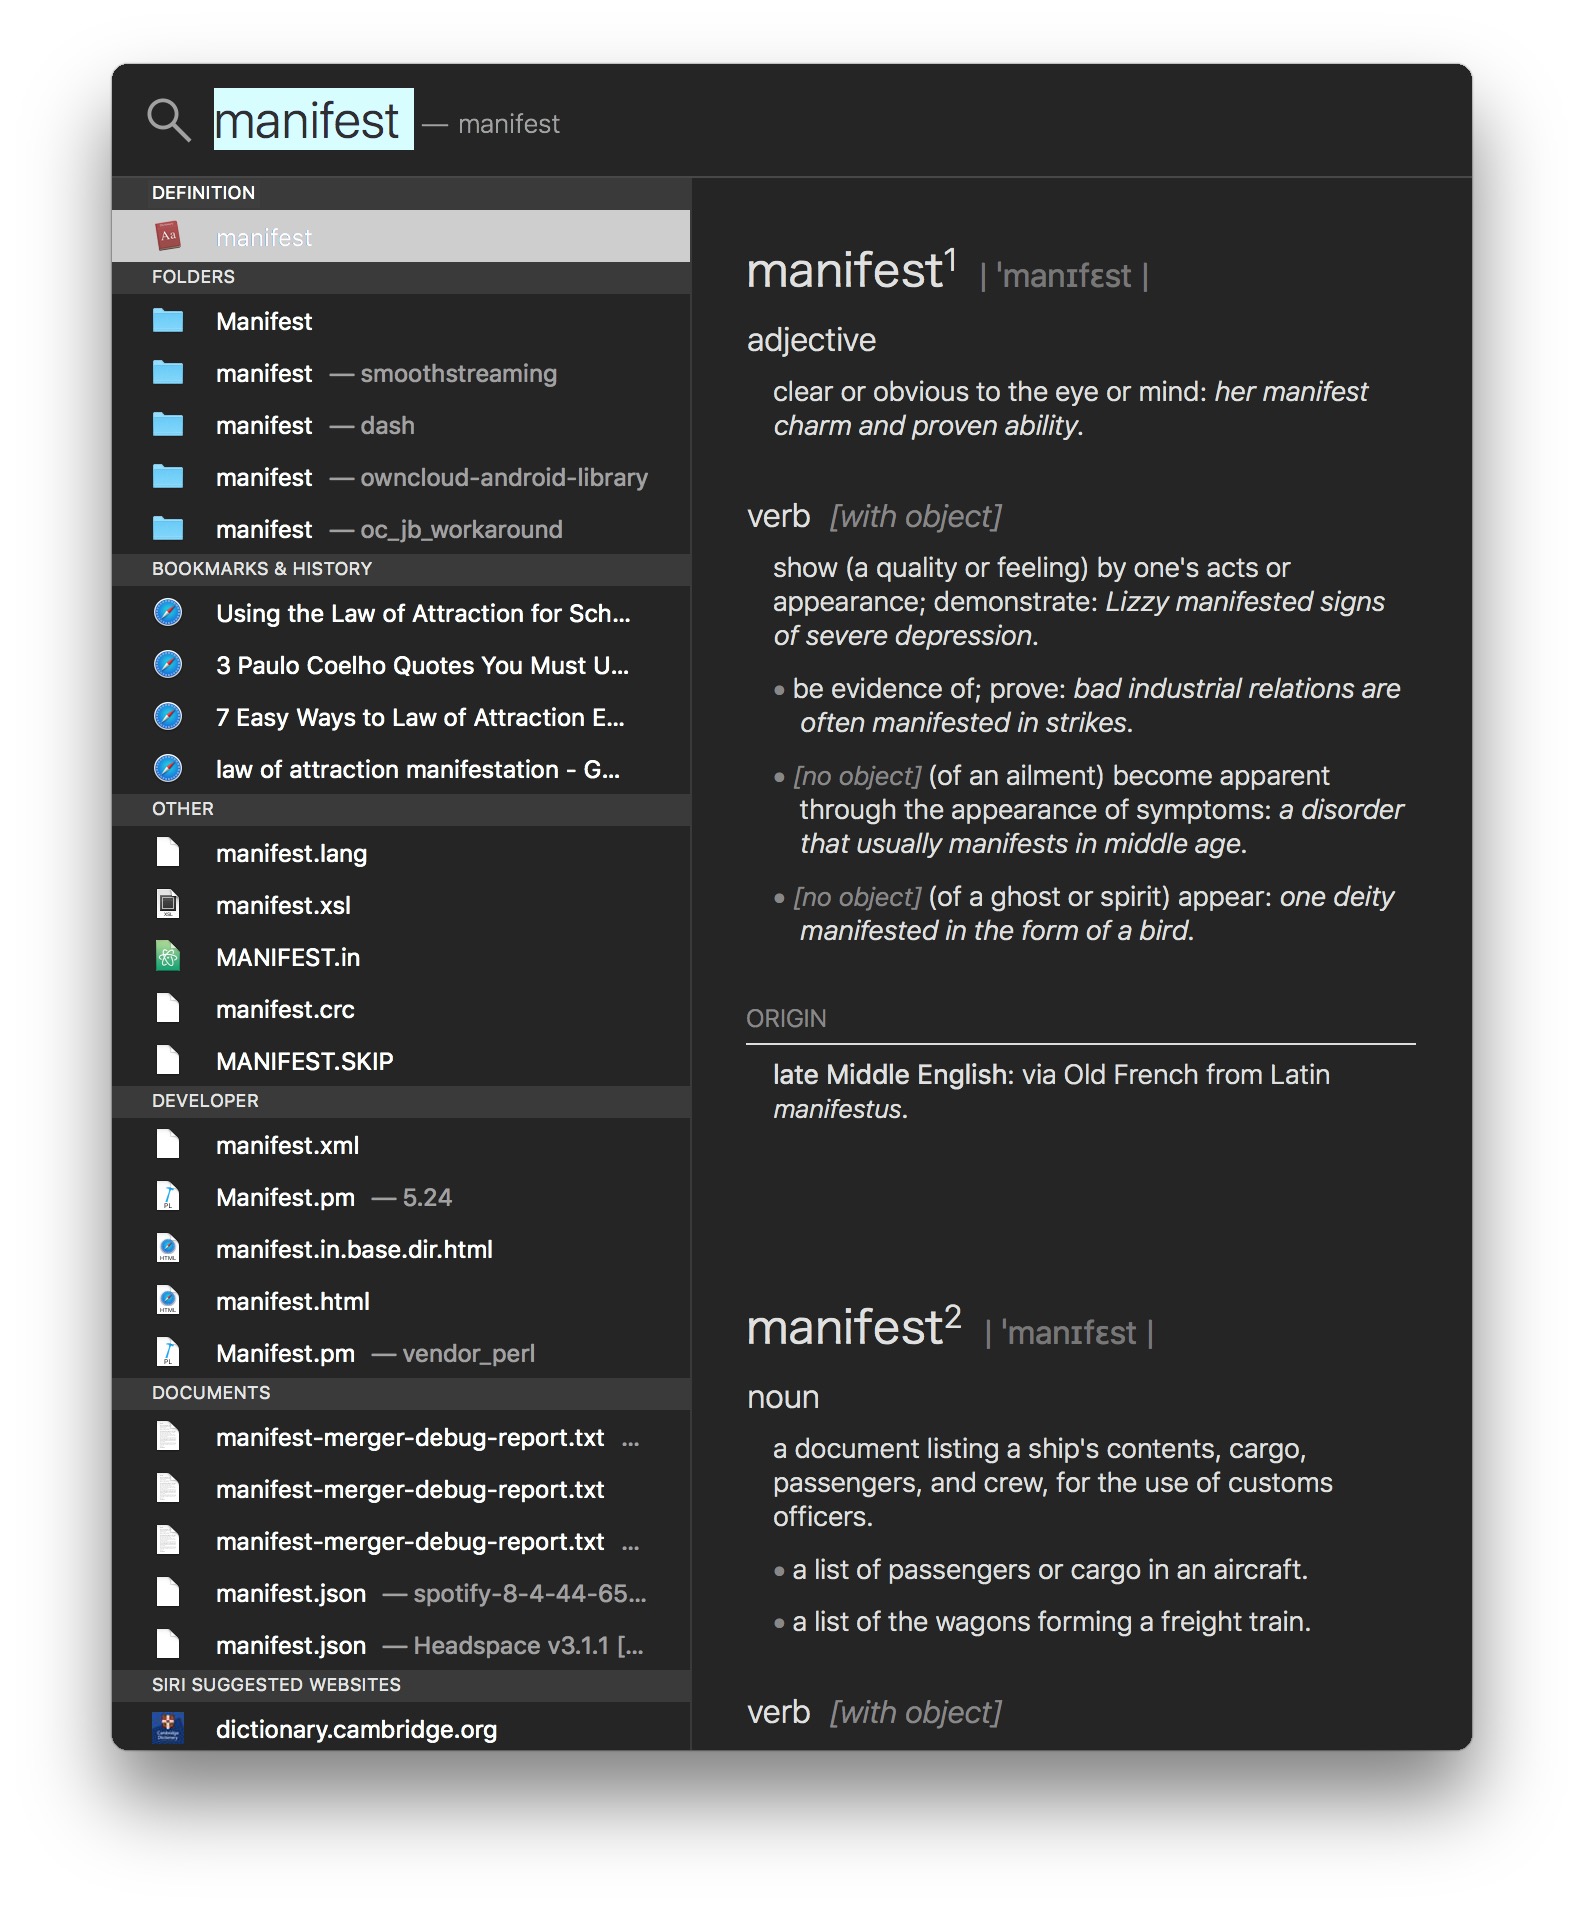 manifest — manifest
DEFINITION
Aa
manifest
FOLDERS
Manifest
manifest — smoothstreaming
manifest — dash
manifest — owncloud-android-library
manifest — oc_jb_workaround
BOOKMARKS & HISTORY
Using the Law of Attraction for Sch...
3 Paulo Coelho Quotes You Must U...
7 Easy Ways to Law of Attraction E...
law of attraction manifestation - G...
OTHER
manifest.lang
XSL
manifest.xsl
MANIFEST.in
manifest.crc
MANIFEST.SKIP
DEVELOPER
manifest.xml
PL
Manifest.pm — 5.24
HTML
manifest.in.base.dir.html
HTML
manifest.html
PL
Manifest.pm — vendor_perl
DOCUMENTS
manifest-merger-debug-report.txt ...
manifest-merger-debug-report.txt
manifest-merger-debug-report.txt ...
manifest.json — spotify-8-4-44-65...
manifest.json — Headspace v3.1.1 [...
SIRI SUGGESTED WEBSITES
Cambridge
Dictionary
dictionary.cambridge.org
manifest¹ | ˈmanɪfɛst |
adjective
clear or obvious to the eye or mind: her manifest
charm and proven ability.
verb [with object]
show (a quality or feeling) by one's acts or
appearance; demonstrate: Lizzy manifested signs
of severe depression.
• be evidence of; prove: bad industrial relations are
often manifested in strikes.
• [no object] (of an ailment) become apparent
through the appearance of symptoms: a disorder
that usually manifests in middle age.
• [no object] (of a ghost or spirit) appear: one deity
manifested in the form of a bird.
ORIGIN
late Middle English: via Old French from Latin
manifestus.
manifest² | ˈmanɪfɛst |
noun
a document listing a ship's contents, cargo,
passengers, and crew, for the use of customs
officers.
• a list of passengers or cargo in an aircraft.
• a list of the wagons forming a freight train.
verb [with object]